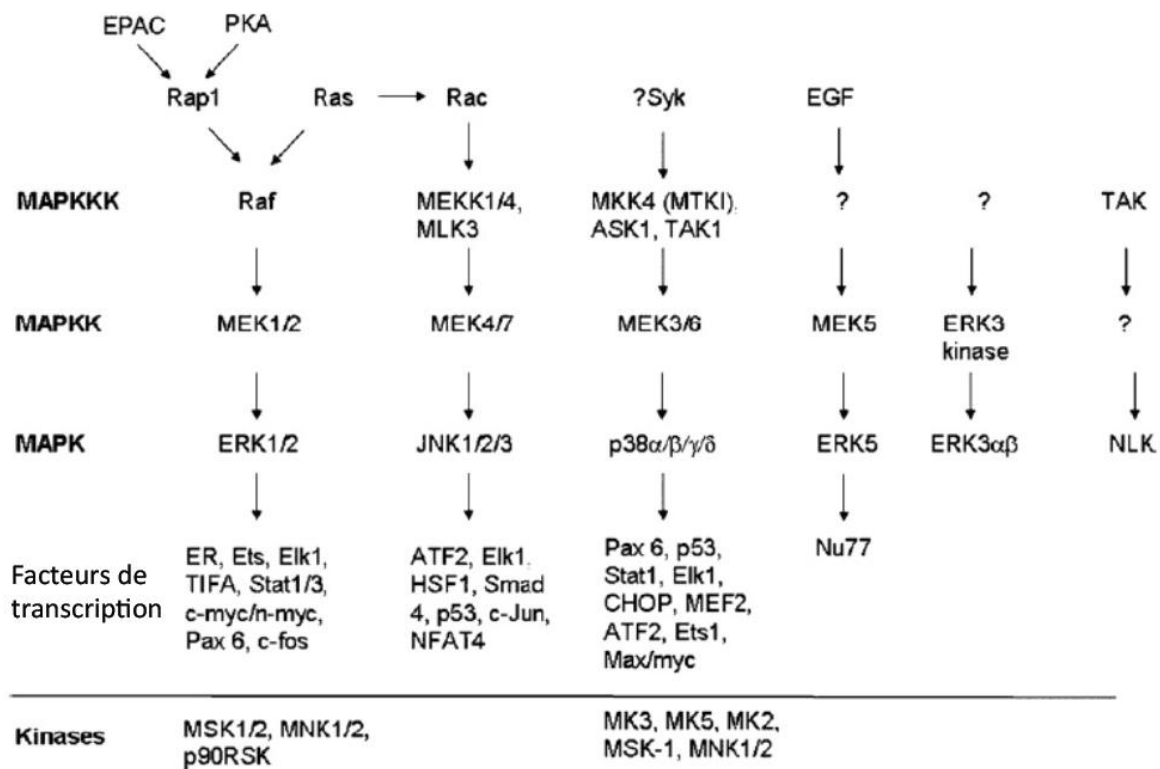 EPAC PKA
Rap1 Ras Rac ?Syk EGF
MAPKKK Raf MEKK1/4, MKK4 (MTKI), ? ? TAK
MLK3 ASK1, TAK1
MAPKK MEK1/2 MEK4/7 MEK3/6 MEK5 ERK3 ?
kinase
MAPK ERK1/2 JNK1/2/3 p38α/β/γ/δ ERK5 ERK3αβ NLK
Facteurs de
transcription
ER, Ets, Elk1,
TIFA, Stat1/3,
c-myc/n-myc,
Pax 6, c-fos
ATF2, Elk1,
HSF1, Smad
4, p53, c-Jun,
NFAT4
Pax 6, p53,
Stat1, Elk1,
CHOP, MEF2,
ATF2, Ets1,
Max/myc
Nu77
Kinases
MSK1/2, MNK1/2,
p90RSK
MK3, MK5, MK2,
MSK-1, MNK1/2